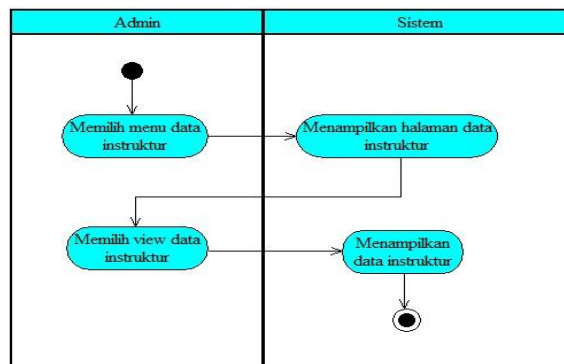 Admin
Sistem
Memilih menu data
instruktur
Menampilkan halaman data
instruktur
Memilih view data
instruktur
Menampilkan
data instruktur